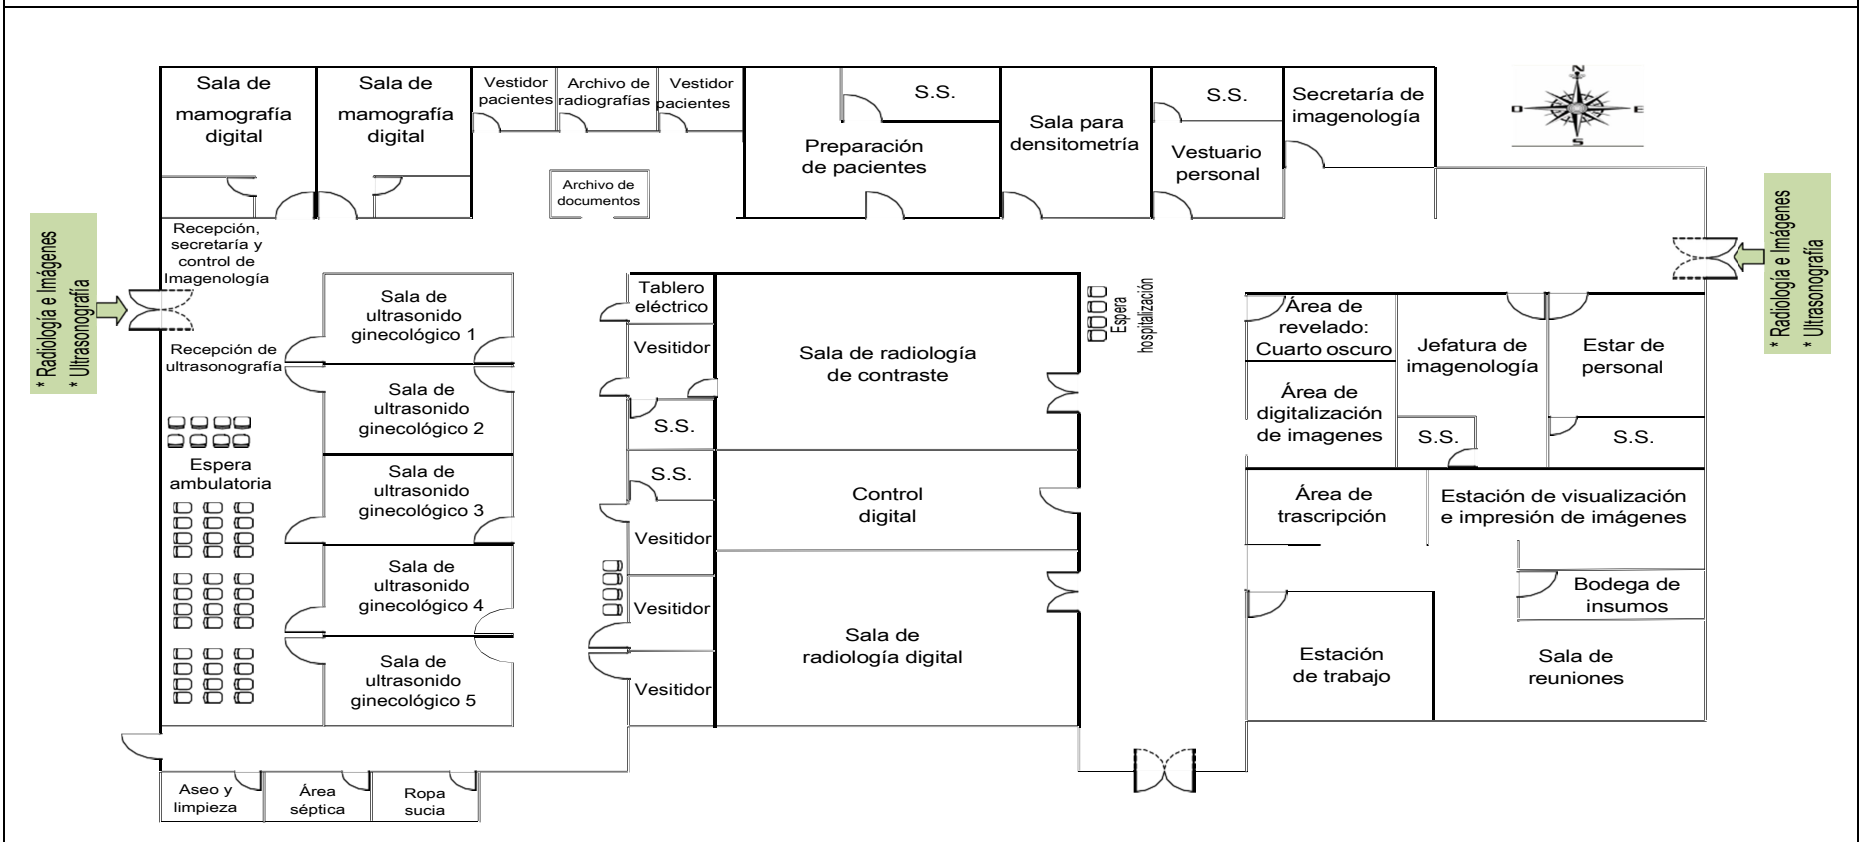 Sala de
mamografía
digital
Sala de
mamografía
digital
Vestidor
pacientes
Archivo de
radiografías
Vestidor
pacientes
S.S.
Preparación
de pacientes
Sala para
densitometría
S.S.
Vestuario
personal
Secretaría de
imagenología
N
O
E
S
Archivo de
documentos
* Radiología e Imágenes
* Ultrasonografía
Recepción,
secretaría y
control de
Imagenología
Recepción de
ultrasonografía
Espera
ambulatoria
Sala de
ultrasonido
ginecológico 1
Sala de
ultrasonido
ginecológico 2
Sala de
ultrasonido
ginecológico 3
Sala de
ultrasonido
ginecológico 4
Sala de
ultrasonido
ginecológico 5
Tablero
eléctrico
Vesitidor
S.S.
S.S.
Vesitidor
Vesitidor
Vesitidor
Sala de radiología
de contraste
Control
digital
Sala de
radiología digital
Espera
hospitalización
Área de
revelado:
Cuarto oscuro
Jefatura de
imagenología
Estar de
personal
Área de
digitalización
de imagenes
S.S.
S.S.
Área de
trascripción
Estación de visualización
e impresión de imágenes
Bodega de
insumos
Estación
de trabajo
Sala de
reuniones
* Radiología e Imágenes
* Ultrasonografía
Aseo y
limpieza
Área
séptica
Ropa
sucia